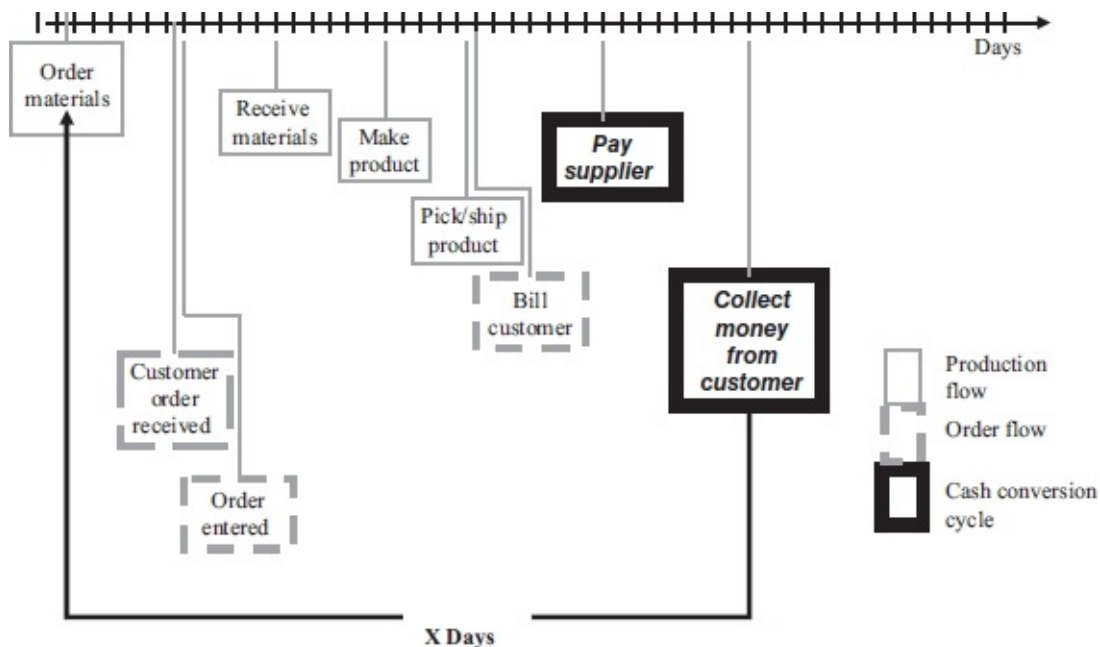 Days
Order
materials
Receive
materials
Make
product
Pay
supplier
Pick/ship
product
Bill
customer
Collect
money
from
customer
Customer
order
received
Order
entered
Production
flow
Order flow
Cash conversion
cycle
X Days